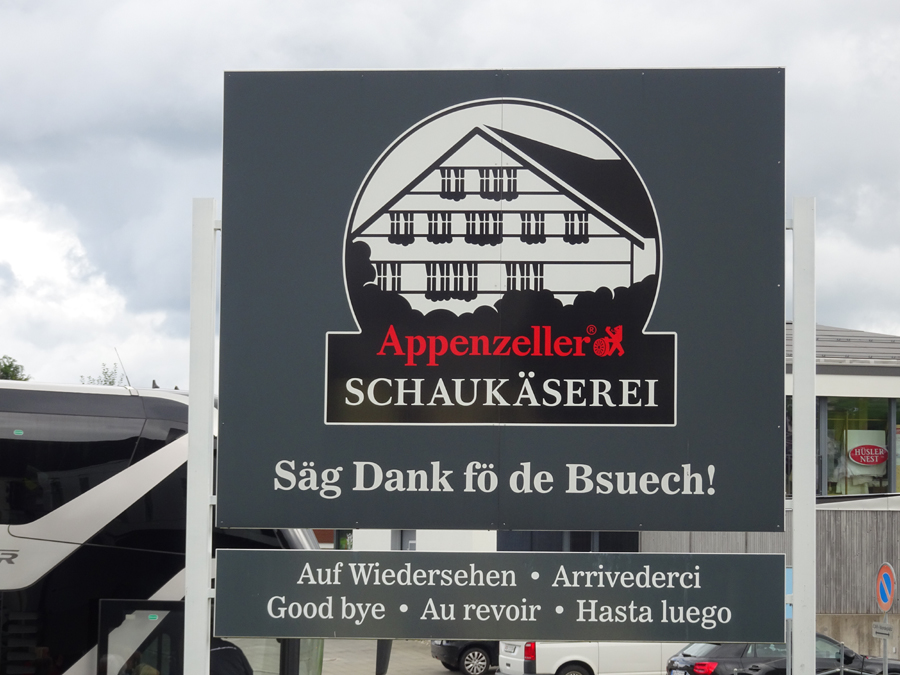 Appenzeller®
SCHAUKÄSEREI
Säg Dank fö de Bsuech!
HÜSLER
NEST
Auf Wiedersehen • Arrivederci
Good bye • Au revoir • Hasta luego